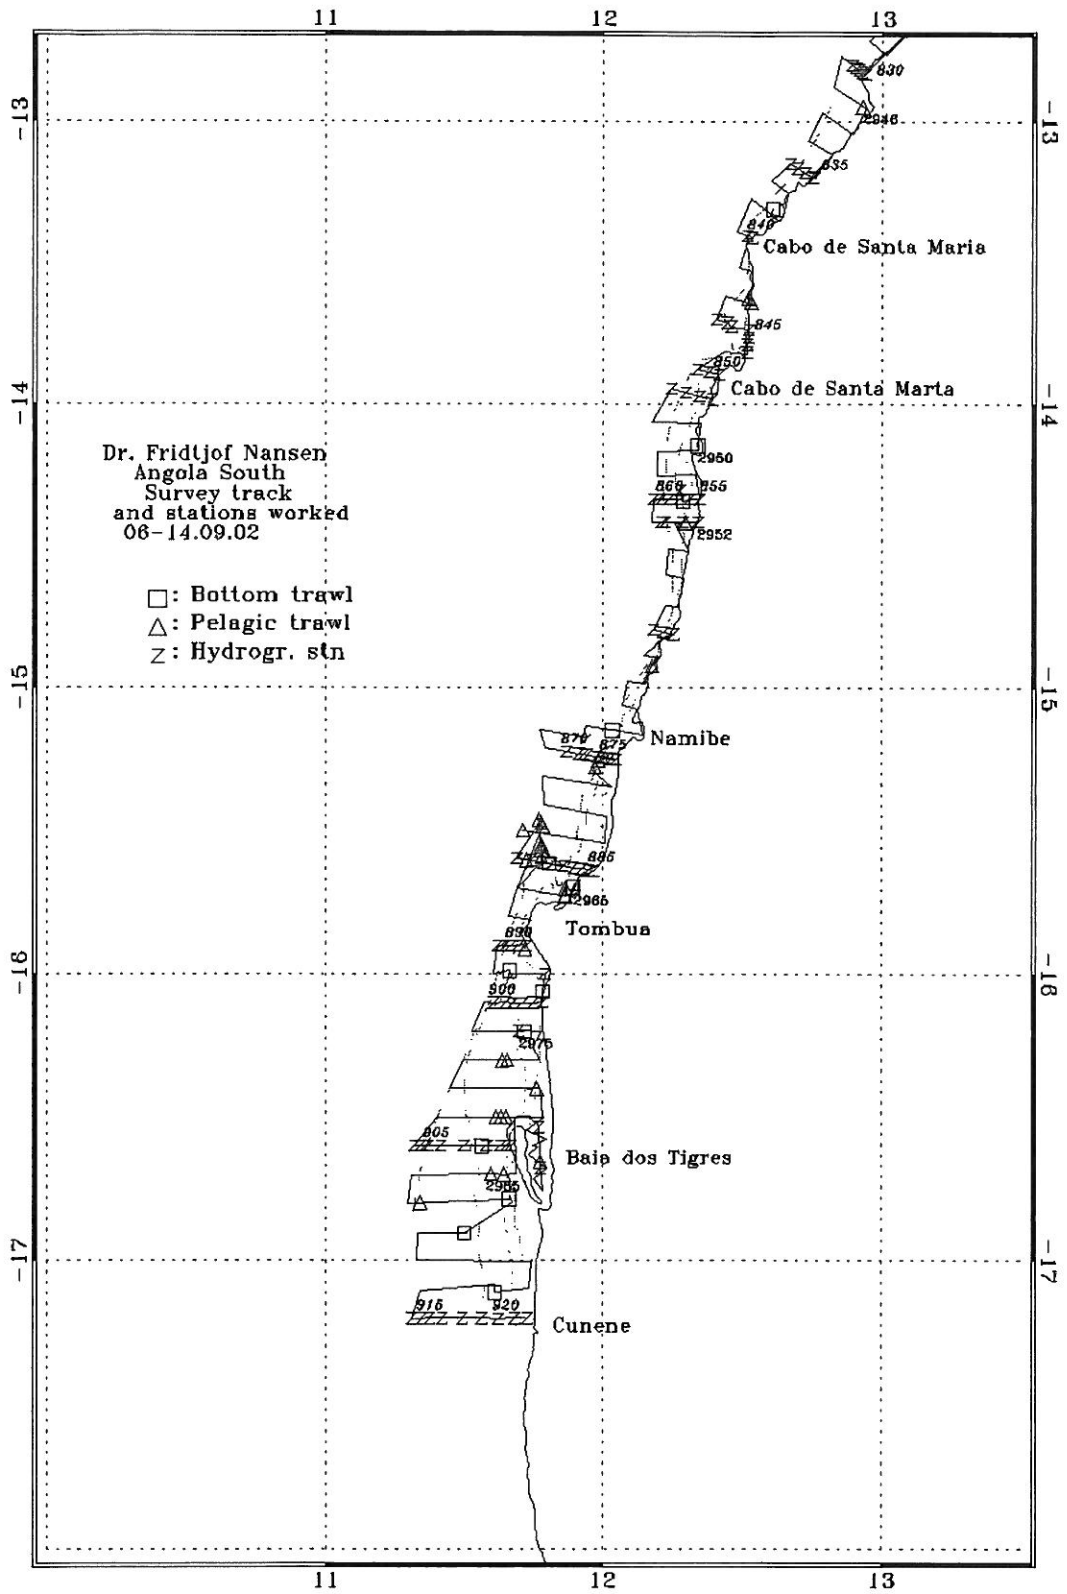 11 12 13
830
-13 -13
2946
835
840
Cabo de Santa Maria
845
850
Cabo de Santa Marta
-14 -14
Dr. Fridtjof Nansen
Angola South
Survey track
and stations worked
06-14.09.02
2950
860 855
2952
□: Bottom trawl
△: Pelagic trawl
Z: Hydrogr. stn
-15 -15
Namibe
870 875
885
2965
Tombua
890
-16 -16
900
2975
905
Baia dos Tigres
2985
-17 -17
915 920
Cunene
11 12 13